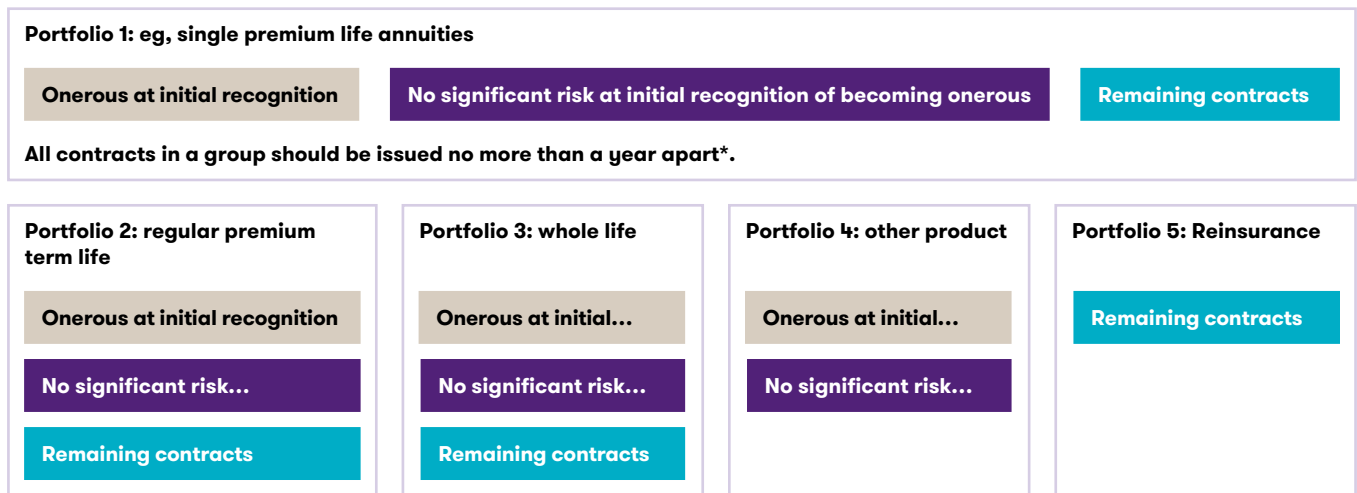 Portfolio 1: eg, single premium life annuities
Onerous at initial recognition
No significant risk at initial recognition of becoming onerous
Remaining contracts
All contracts in a group should be issued no more than a year apart*.
Portfolio 2: regular premium
term life
Onerous at initial recognition
No significant risk...
Remaining contracts
Portfolio 3: whole life
Onerous at initial...
No significant risk...
Remaining contracts
Portfolio 4: other product
Onerous at initial...
No significant risk...
Portfolio 5: Reinsurance
Remaining contracts